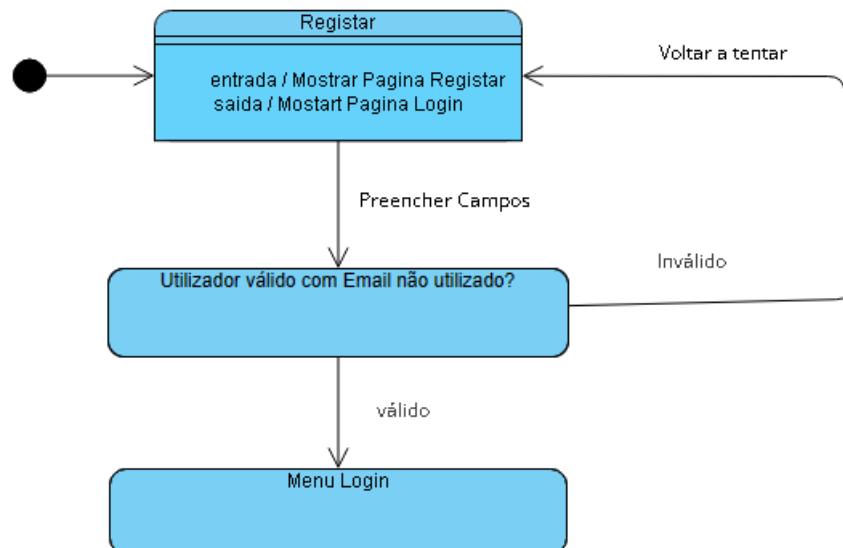 Registar
Voltar a tentar
entrada / Mostrar Pagina Registar
saida / Mostart Pagina Login
Preencher Campos
Inválido
Utilizador válido com Email não utilizado?
válido
Menu Login